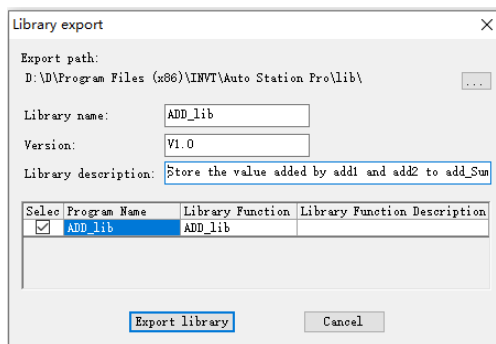 Library export
Export path:
D:\D\Program Files (x86)\INVT\Auto Station Pro\lib\
...
Library name: ADD_lib
Version: V1.0
Library description: Store the value added by add1 and add2 to add_Sum
Selec Program Name Library Function Library Function Description
ADD_lib ADD_lib
Export library Cancel